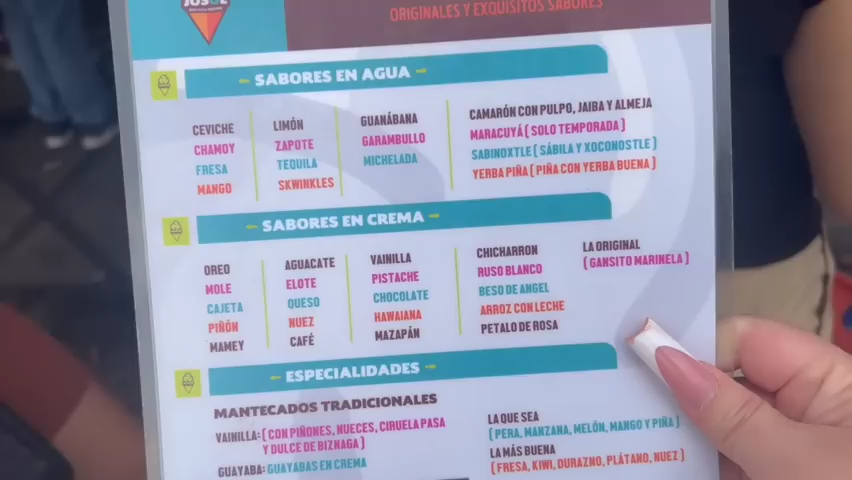 JOSUÉ
ORIGINALES Y EXQUISITOS SABORES
SABORES EN AGUA
CEVICHE
CHAMOY
FRESA
MANGO
LIMÓN
ZAPOTE
TEQUILA
SKWINKLES
GUANÁBANA
GARAMBULLO
MICHELADA
CAMARÓN CON PULPO, JAIBA Y ALMEJA
MARACUYÁ ( SOLO TEMPORADA )
SABINOXTLE ( SÁBILA Y XOCONOSTLE )
YERBA PIÑA ( PIÑA CON YERBA BUENA )
SABORES EN CREMA
OREO
MOLE
CAJETA
PIÑÓN
MAMEY
AGUACATE
ELOTE
QUESO
NUEZ
CAFÉ
VAINILLA
PISTACHE
CHOCOLATE
HAWAIANA
MAZAPÁN
CHICHARRON
RUSO BLANCO
BESO DE ANGEL
ARROZ CON LECHE
PETALO DE ROSA
LA ORIGINAL
( GANSITO MARINELA )
ESPECIALIDADES
MANTECADOS TRADICIONALES
VAINILLA: ( CON PIÑONES, NUECES, CIRUELA PASA
Y DULCE DE BIZNAGA )
GUAYABA: GUAYABAS EN CREMA
LA QUE SEA
( PERA, MANZANA, MELÓN, MANGO Y PIÑA )
LA MÁS BUENA
( FRESA, KIWI, DURAZNO, PLÁTANO, NUEZ )